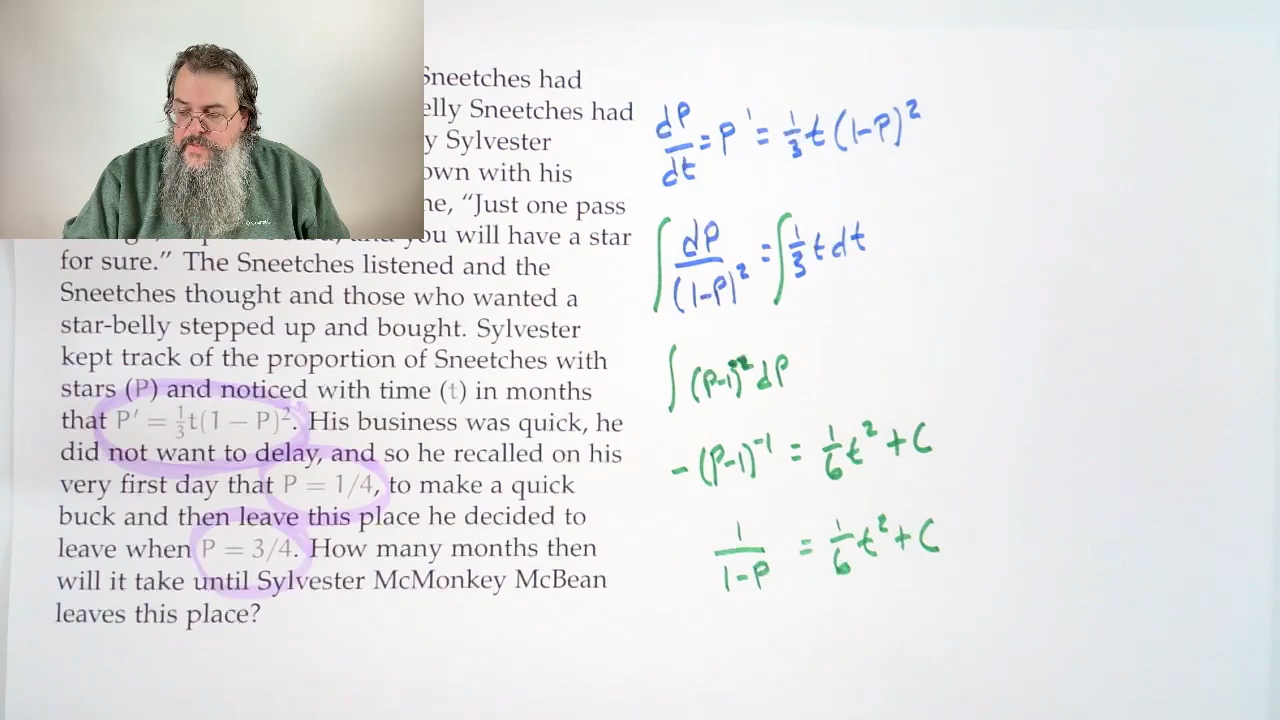 Sneetches had
elly Sneetches had
y Sylvester
own with his
ne, “Just one pass
you will have a star
for sure.” The Sneetches listened and the
Sneetches thought and those who wanted a
star-belly stepped up and bought. Sylvester
kept track of the proportion of Sneetches with
stars (P) and noticed with time (t) in months
that P′ = 1/3 t(1 − P)². His business was quick, he
did not want to delay, and so he recalled on his
very first day that P = 1/4, to make a quick
buck and then leave this place he decided to
leave when P = 3/4. How many months then
will it take until Sylvester McMonkey McBean
leaves this place?
dP/dt = P' = 1/3 t (1-P)²
∫ dP/(1-P)² = ∫ 1/3 t dt
∫ (P-1)⁻² dP
-(P-1)⁻¹ = 1/6 t² + C
1/(1-P) = 1/6 t² + C